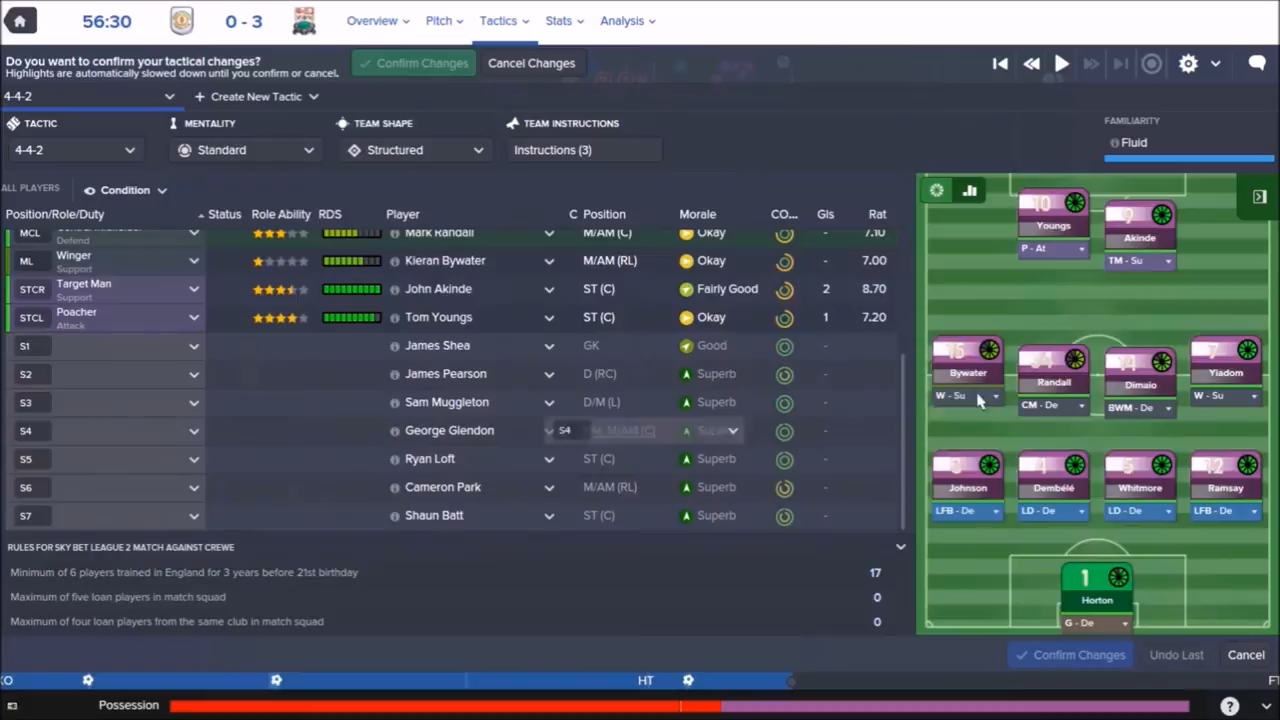 56:30 0 - 3 Overview Pitch Tactics Stats Analysis
Do you want to confirm your tactical changes?
Highlights are automatically slowed down until you confirm or cancel.
Confirm Changes Cancel Changes
4-4-2 + Create New Tactic
TACTIC MENTALITY TEAM SHAPE TEAM INSTRUCTIONS
4-4-2 Standard Structured Instructions (3)
FAMILIARITY
Fluid
ALL PLAYERS Condition
Position/Role/Duty Status Role Ability RDS Player C Position Morale CO... Gls Rat
MCL Central Midfielder Mark Randall M/AM (C) Okay - 7.10
Defend
ML Winger Kieran Bywater M/AM (RL) Okay - 7.00
Support
STCR Target Man John Akinde ST (C) Fairly Good 2 8.70
Support
STCL Poacher Tom Youngs ST (C) Okay 1 7.20
Attack
S1 James Shea GK Good -
S2 James Pearson D (RC) Superb -
S3 Sam Muggleton D/M (L) Superb -
S4 George Glendon S4 M/AM (C) Superb -
S5 Ryan Loft ST (C) Superb -
S6 Cameron Park M/AM (RL) Superb -
S7 Shaun Batt ST (C) Superb -
RULES FOR SKY BET LEAGUE 2 MATCH AGAINST CREWE
Minimum of 6 players trained in England for 3 years before 21st birthday 17
Maximum of five loan players in match squad 0
Maximum of four loan players from the same club in match squad 0
10 9
Youngs Akinde
P - At TM - Su
15 14 7
Bywater Randall Dimaio Yiadom
W - Su CM - De BWM - De W - Su
3 4 5 12
Johnson Dembélé Whitmore Ramsay
LFB - De LD - De LD - De LFB - De
1
Horton
G - De
Confirm Changes Undo Last Cancel
KO HT FT
Possession ?